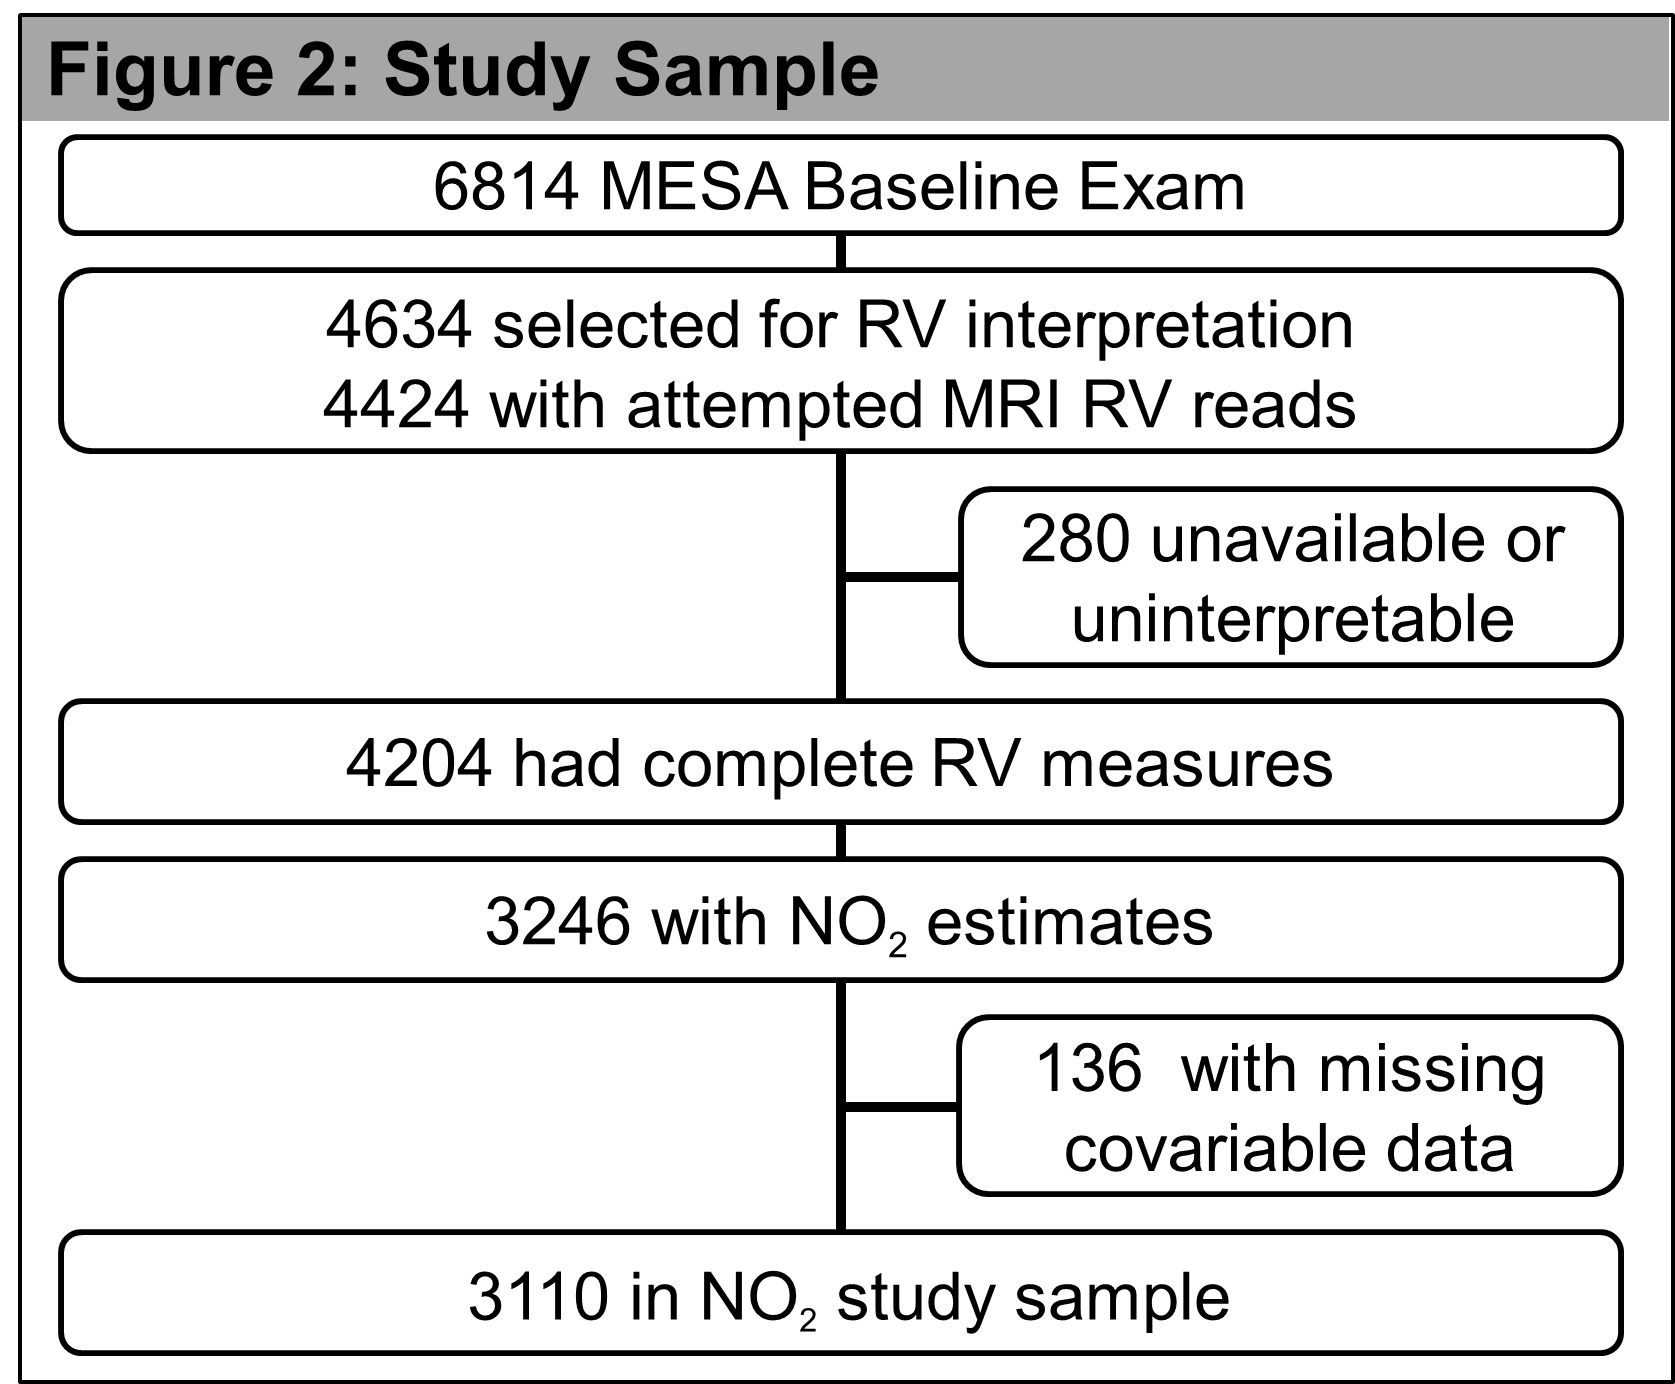 Figure 2: Study Sample
6814 MESA Baseline Exam
4634 selected for RV interpretation
4424 with attempted MRI RV reads
280 unavailable or
uninterpretable
4204 had complete RV measures
3246 with NO₂ estimates
136  with missing
covariable data
3110 in NO₂ study sample